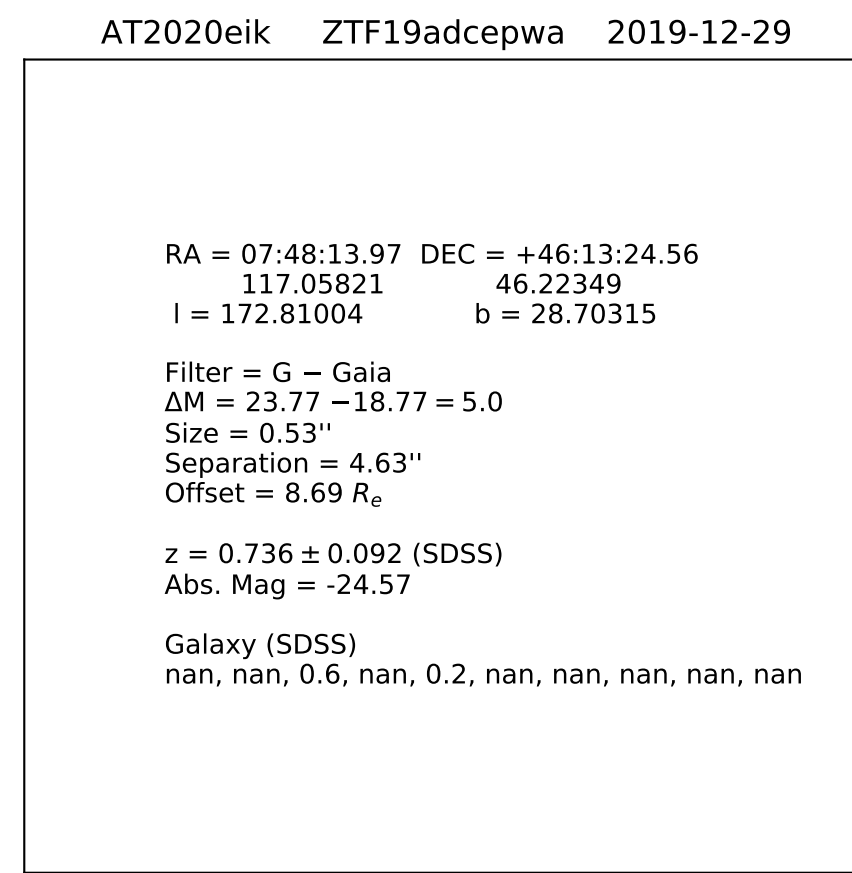 AT2020eik ZTF19adcepwa 2019-12-29
RA = 07:48:13.97 DEC = +46:13:24.56
117.05821 46.22349
l = 172.81004 b = 28.70315
Filter = G − Gaia
ΔM = 23.77 −18.77 = 5.0
Size = 0.53''
Separation = 4.63''
Offset = 8.69 Re
z = 0.736 ± 0.092 (SDSS)
Abs. Mag = -24.57
Galaxy (SDSS)
nan, nan, 0.6, nan, 0.2, nan, nan, nan, nan, nan